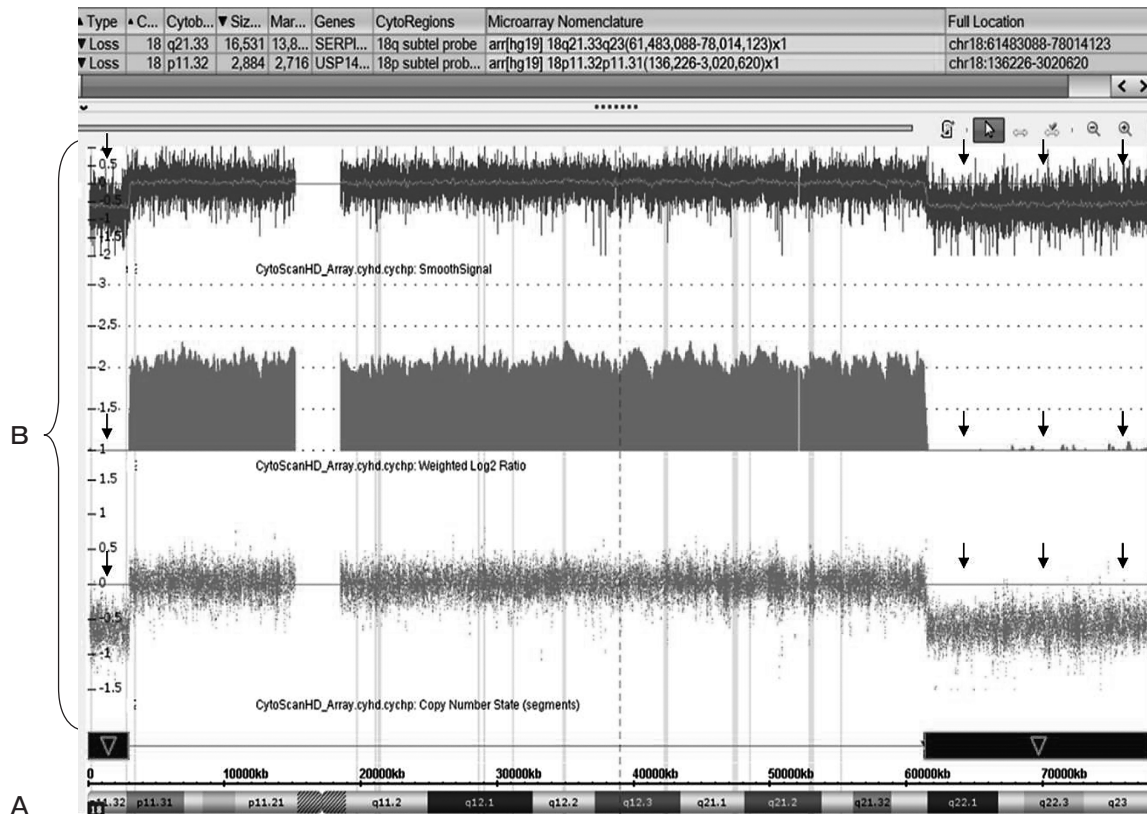 Type C... Cytob... Siz... Mar... Genes CytoRegions Microarray Nomenclature Full Location
Loss 18 q21.33 16,531 13,8... SERPI... 18q subtel probe arr[hg19] 18q21.33q23(61,483,088-78,014,123)x1 chr18:61483088-78014123
Loss 18 p11.32 2,884 2,716 USP14... 18p subtel prob... arr[hg19] 18p11.32p11.31(136,226-3,020,620)x1 chr18:136226-3020620
B
0.5
0
-0.5
-1
-1.5
-2
CytoScanHD_Array.cyhd.cychp: SmoothSignal
3
2.5
2
1.5
1
CytoScanHD_Array.cyhd.cychp: Weighted Log2 Ratio
1.5
1
0.5
0
-0.5
-1
-1.5
CytoScanHD_Array.cyhd.cychp: Copy Number State (segments)
0 10000kb 20000kb 30000kb 40000kb 50000kb 60000kb 70000kb
A
p11.32 p11.31 p11.21 q11.2 q12.1 q12.2 q12.3 q21.1 q21.2 q21.32 q22.1 q22.3 q23